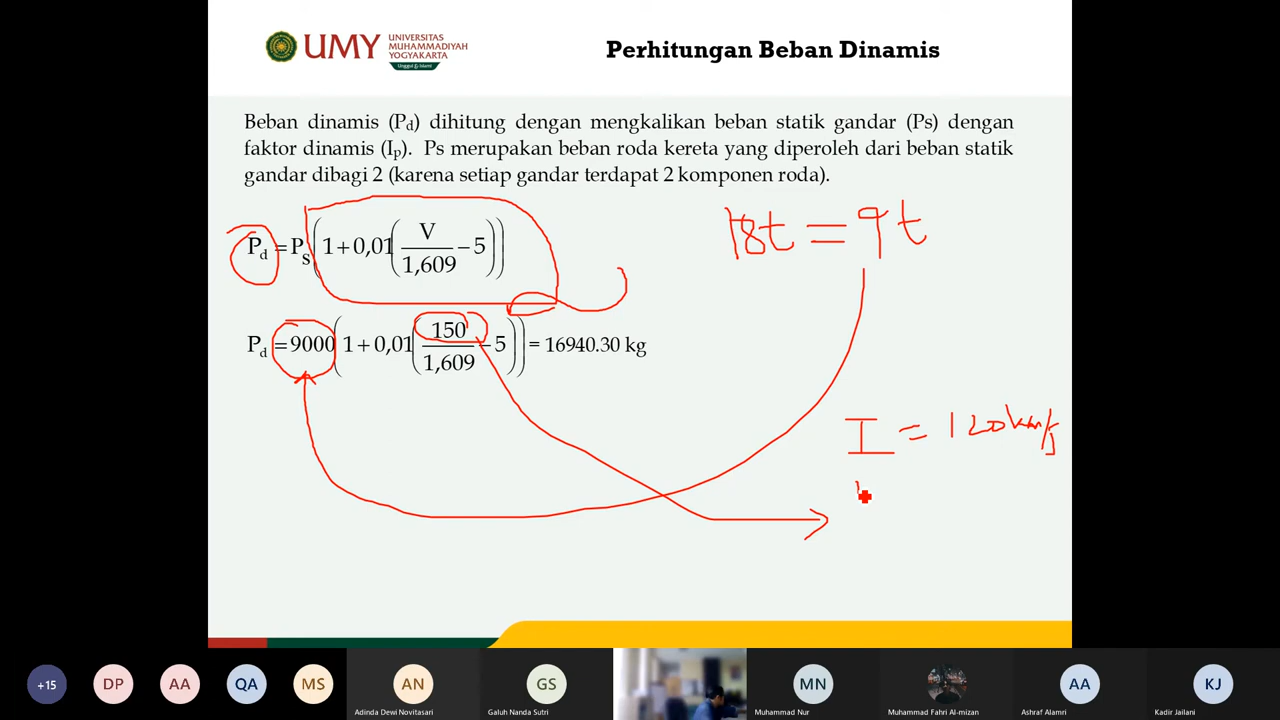 UMY
UNIVERSITAS
MUHAMMADIYAH
YOGYAKARTA
Unggul & Islami
Perhitungan Beban Dinamis
Beban dinamis (Pd) dihitung dengan mengkalikan beban statik gandar (Ps) dengan
faktor dinamis (Ip). Ps merupakan beban roda kereta yang diperoleh dari beban statik
gandar dibagi 2 (karena setiap gandar terdapat 2 komponen roda).
18t = 9t
Pd = Ps(1+0,01(V/1,609 − 5))
Pd = 9000(1+0,01(150/1,609 − 5)) = 16940.30 kg
I = 120 km/j
+15
DP
AA
QA
MS
AN
Adinda Dewi Novitasari
GS
Galuh Nanda Sutri
MN
Muhammad Nur
Muhammad Fahri Al-mizan
AA
Ashraf Alamri
KJ
Kadir Jailani